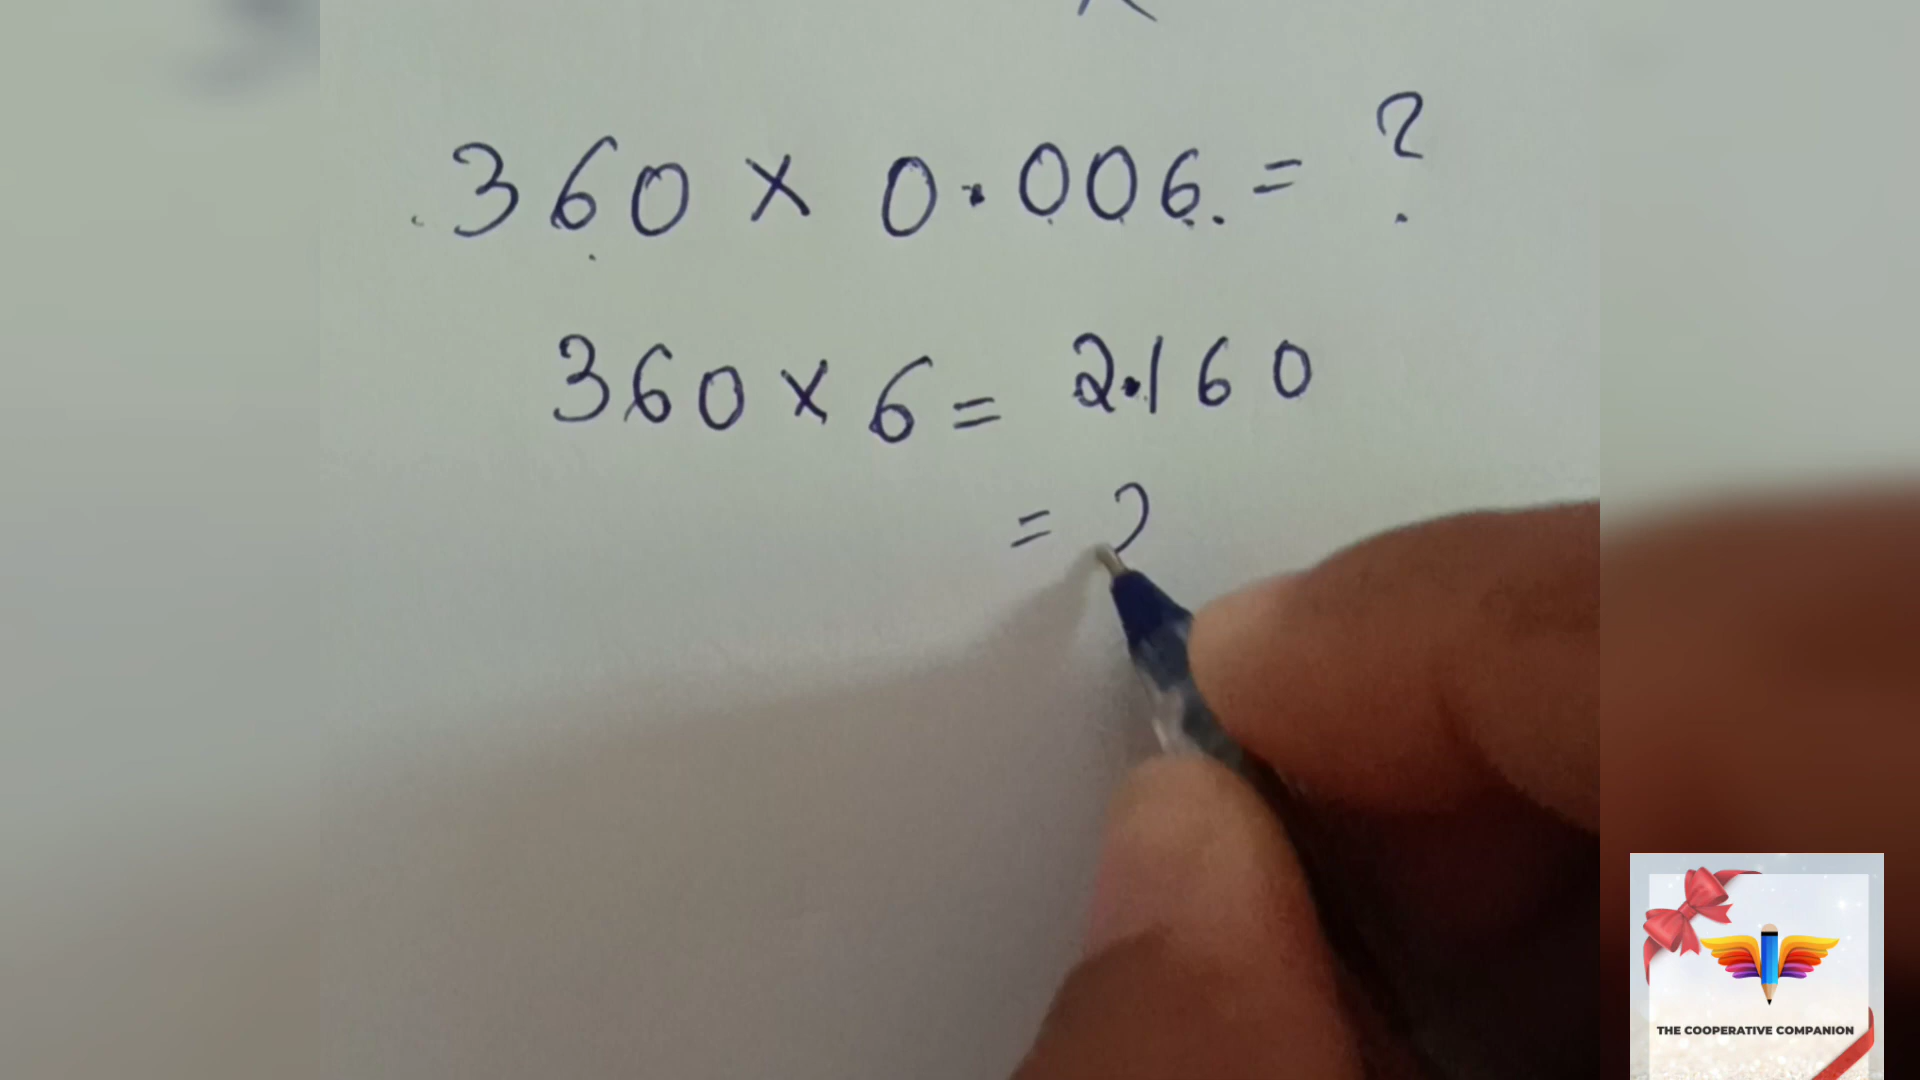 360 × 0.006. = ?
360 × 6 = 2.160
= 2
THE COOPERATIVE COMPANION